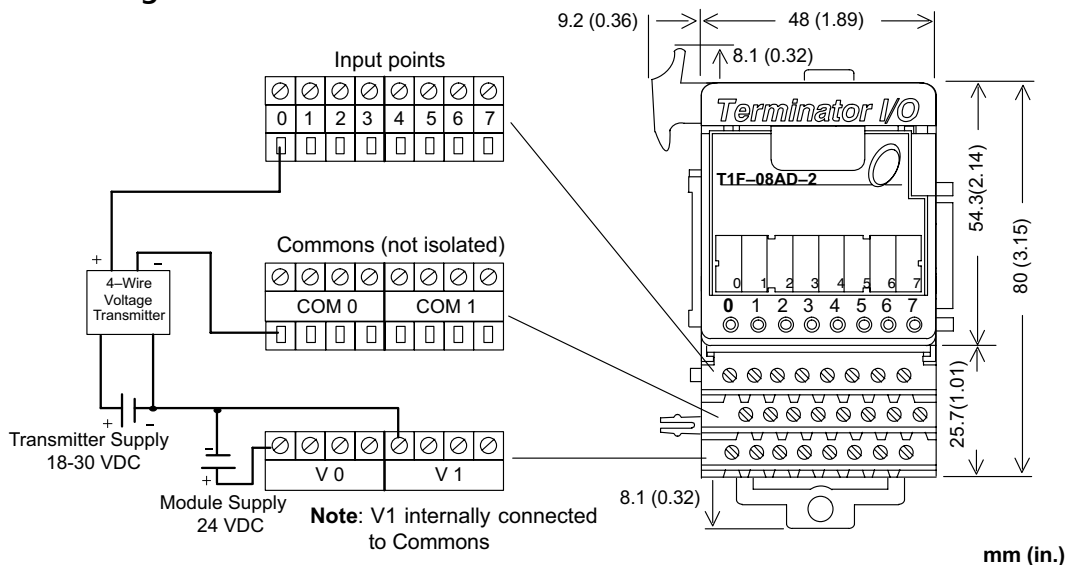 9.2 (0.36)
48 (1.89)
8.1 (0.32)
Input points
0 1 2 3 4 5 6 7
Terminator I/O
T1F–08AD–2
54.3(2.14)
80 (3.15)
Commons (not isolated)
COM 0 COM 1
+ -
4–Wire
Voltage
Transmitter
0 1 2 3 4 5 6 7
0 1 2 3 4 5 6 7
25.7(1.01)
+ -
Transmitter Supply
18-30 VDC
-
+
V 0 V 1
Module Supply
24 VDC
Note: V1 internally connected
to Commons
8.1 (0.32)
mm (in.)